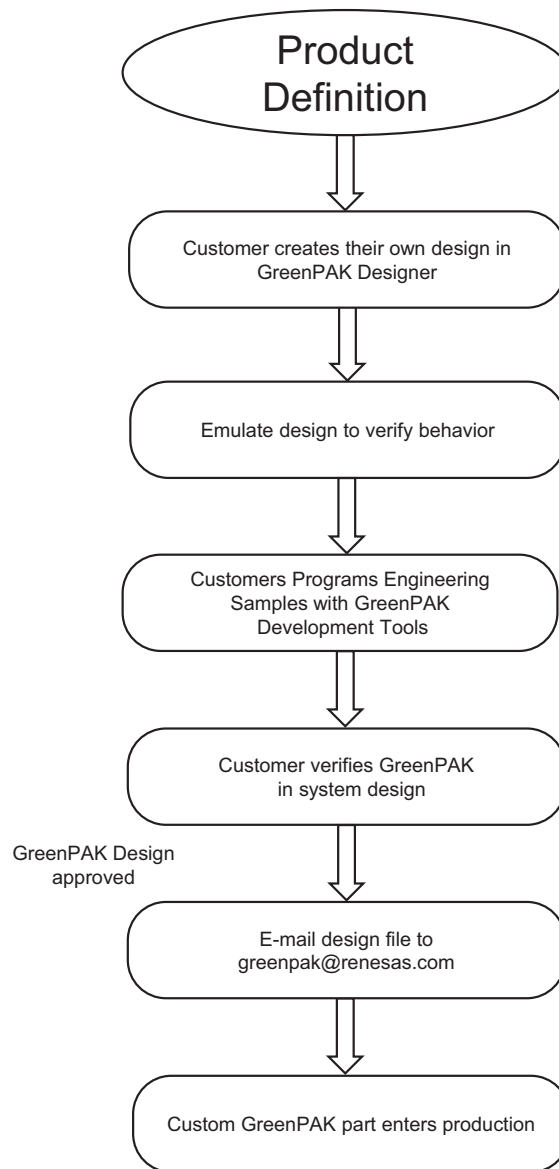 Product
Definition
Customer creates their own design in
GreenPAK Designer
Emulate design to verify behavior
Customers Programs Engineering
Samples with GreenPAK
Development Tools
Customer verifies GreenPAK
in system design
GreenPAK Design
approved
E-mail design file to
greenpak@renesas.com
Custom GreenPAK part enters production